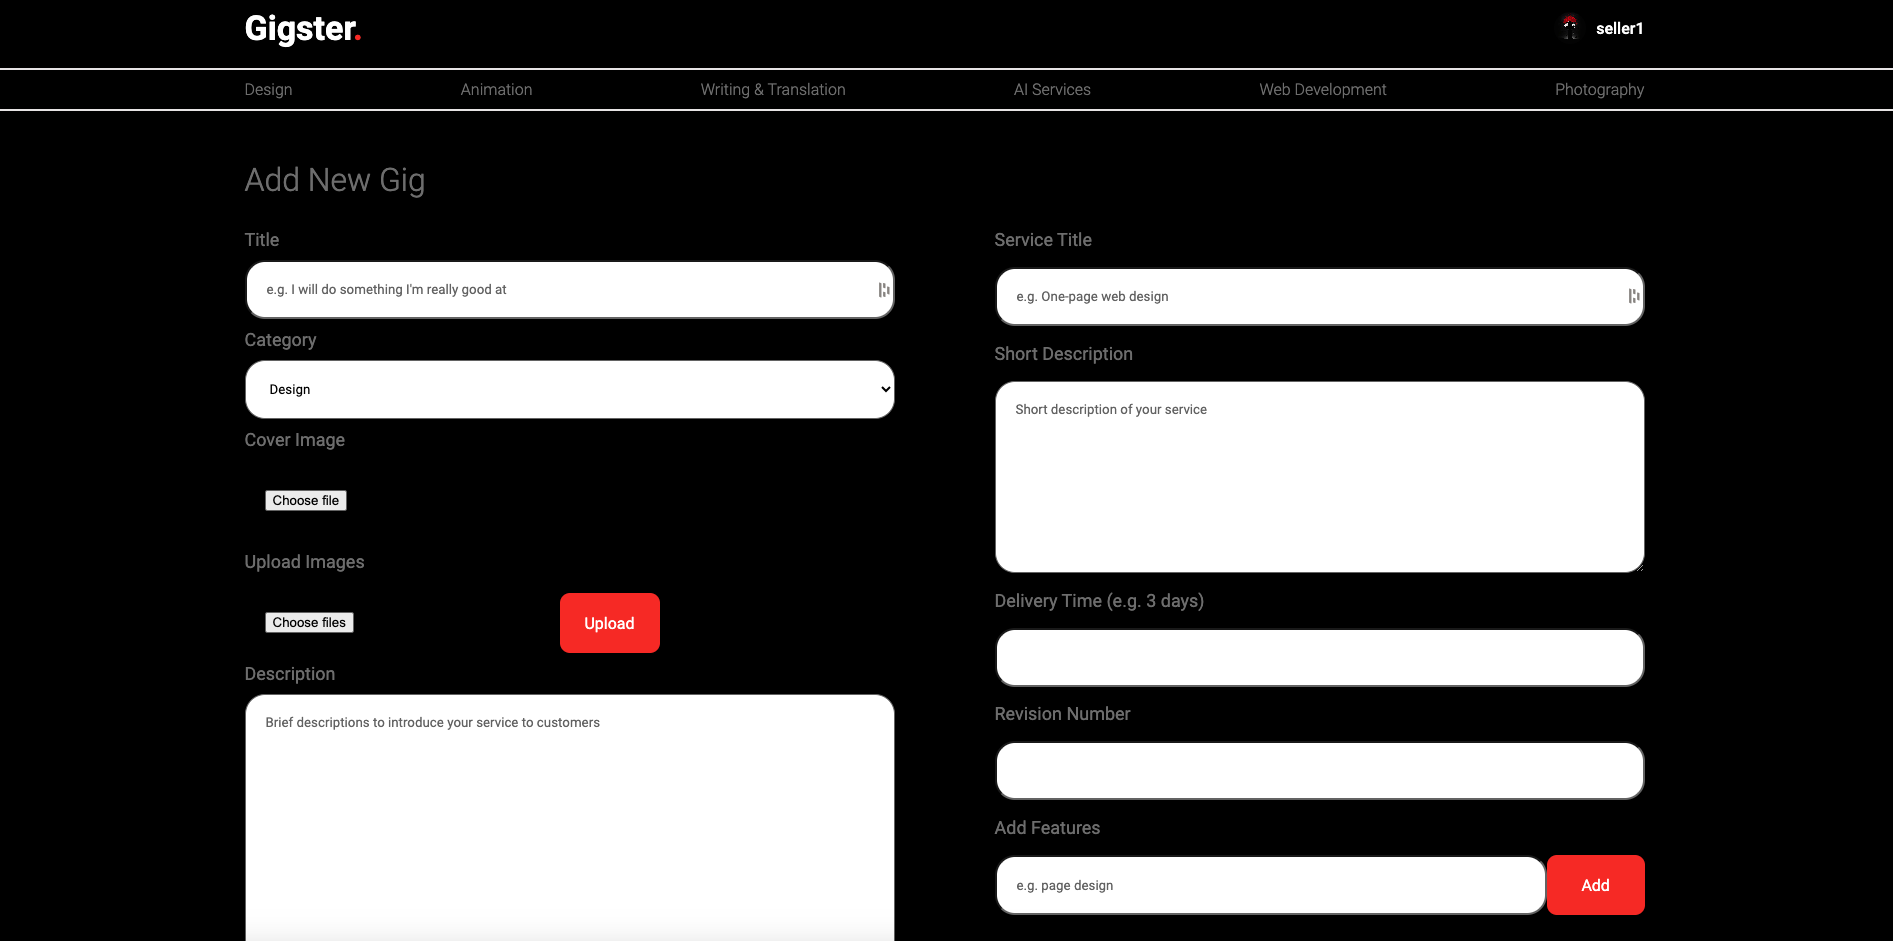 Gigster.
seller1
Design
Animation
Writing & Translation
AI Services
Web Development
Photography
Add New Gig
Title
e.g. I will do something I'm really good at
Category
Design
Cover Image
Choose file
Upload Images
Choose files
Upload
Description
Brief descriptions to introduce your service to customers
Service Title
e.g. One-page web design
Short Description
Short description of your service
Delivery Time (e.g. 3 days)
Revision Number
Add Features
e.g. page design
Add